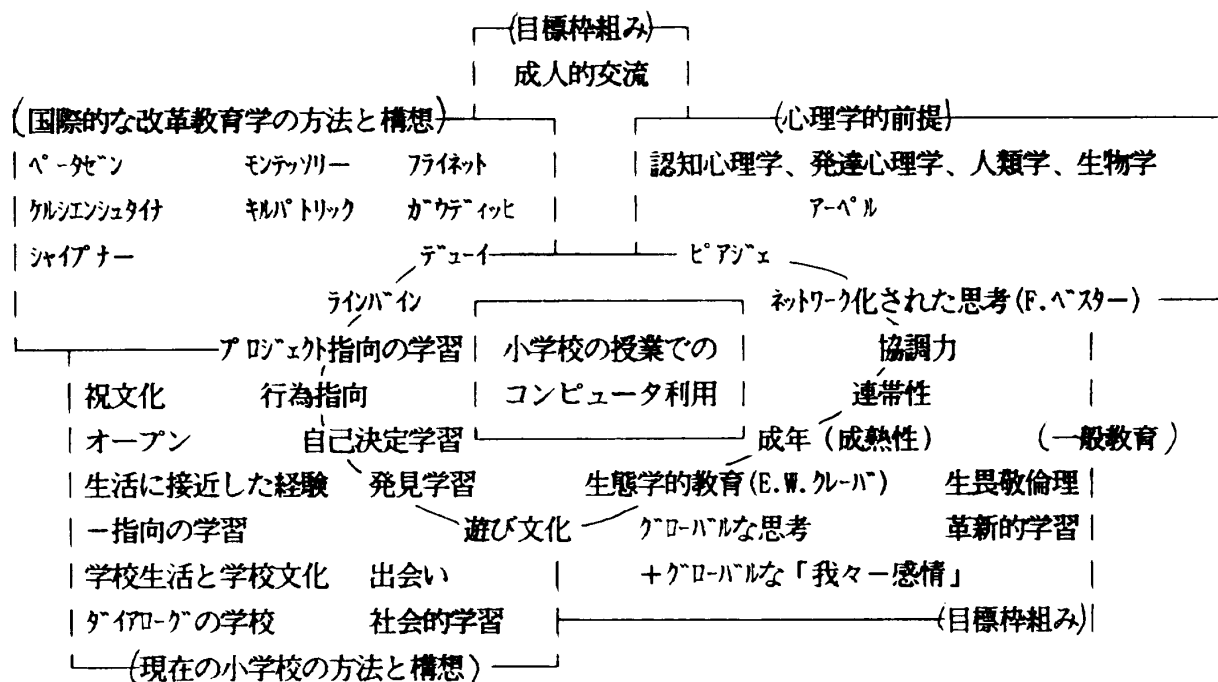 (目標枠組み)
成人的交流
(国際的な改革教育学の方法と構想) (心理学的前提)
ペータゼン モンテッソリー フライネット 認知心理学、発達心理学、人類学、生物学
ケルシエンシュタイナ キルパトリック ガウディッヒ アーペル
シャイプナー デューイ ピアジェ
ラインバイン ネットワーク化された思考(F.ベスター)
プロジェクト指向の学習 小学校の授業での 協調力
祝文化 行為指向 コンピュータ利用 連帯性
オープン 自己決定学習 成年(成熟性) (一般教育)
生活に接近した経験 発見学習 生態学的教育(E.W.クレーバ) 生畏敬倫理
ー指向の学習 遊び文化 グローバルな思考 革新的学習
学校生活と学校文化 出会い +グローバルな「我々ー感情」
ダイアローグの学校 社会的学習 (目標枠組み)
(現在の小学校の方法と構想)